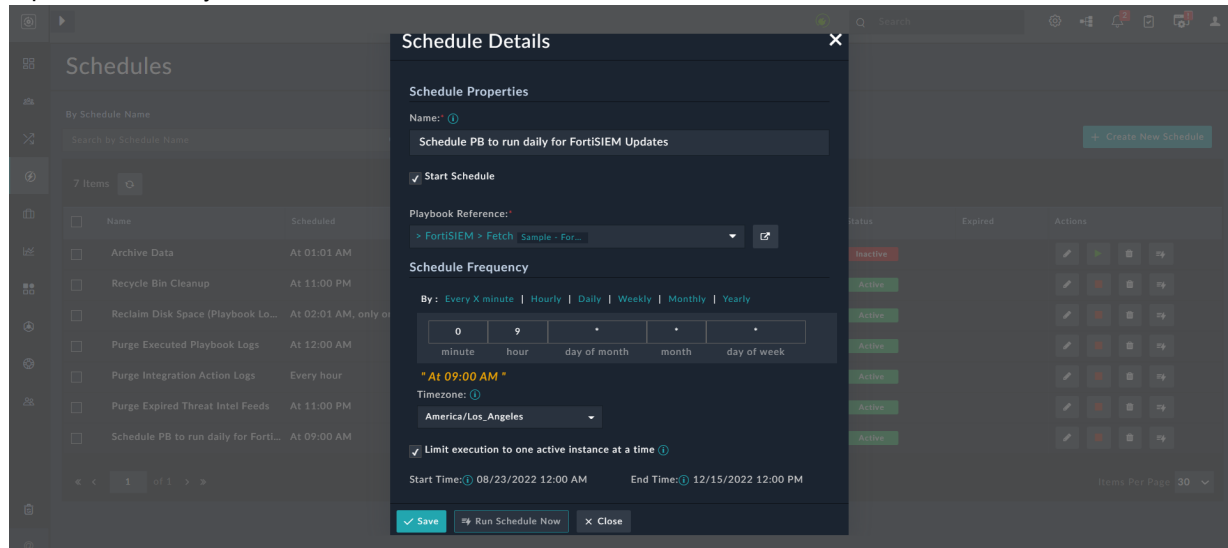 Search
Schedules
By Schedule Name
Search by Schedule Name
+ Create New Schedule
7 Items
Name Scheduled Status Expired Actions
Archive Data At 01:01 AM Inactive
Recycle Bin Cleanup At 11:00 PM Active
Reclaim Disk Space (Playbook Lo... At 02:01 AM, only o Active
Purge Executed Playbook Logs At 12:00 AM Active
Purge Integration Action Logs Every hour Active
Purge Expired Threat Intel Feeds At 11:00 PM Active
Schedule PB to run daily for Forti... At 09:00 AM Active
« < 1 of 1 > » Items Per Page 30
Schedule Details
Schedule Properties
Name:*
Schedule PB to run daily for FortiSIEM Updates
Start Schedule
Playbook Reference:*
> FortiSIEM > Fetch Sample - For...
Schedule Frequency
By : Every X minute | Hourly | Daily | Weekly | Monthly | Yearly
0 9 * * *
minute hour day of month month day of week
" At 09:00 AM "
Timezone:
America/Los_Angeles
Limit execution to one active instance at a time
Start Time: 08/23/2022 12:00 AM End Time: 12/15/2022 12:00 PM
Save Run Schedule Now X Close